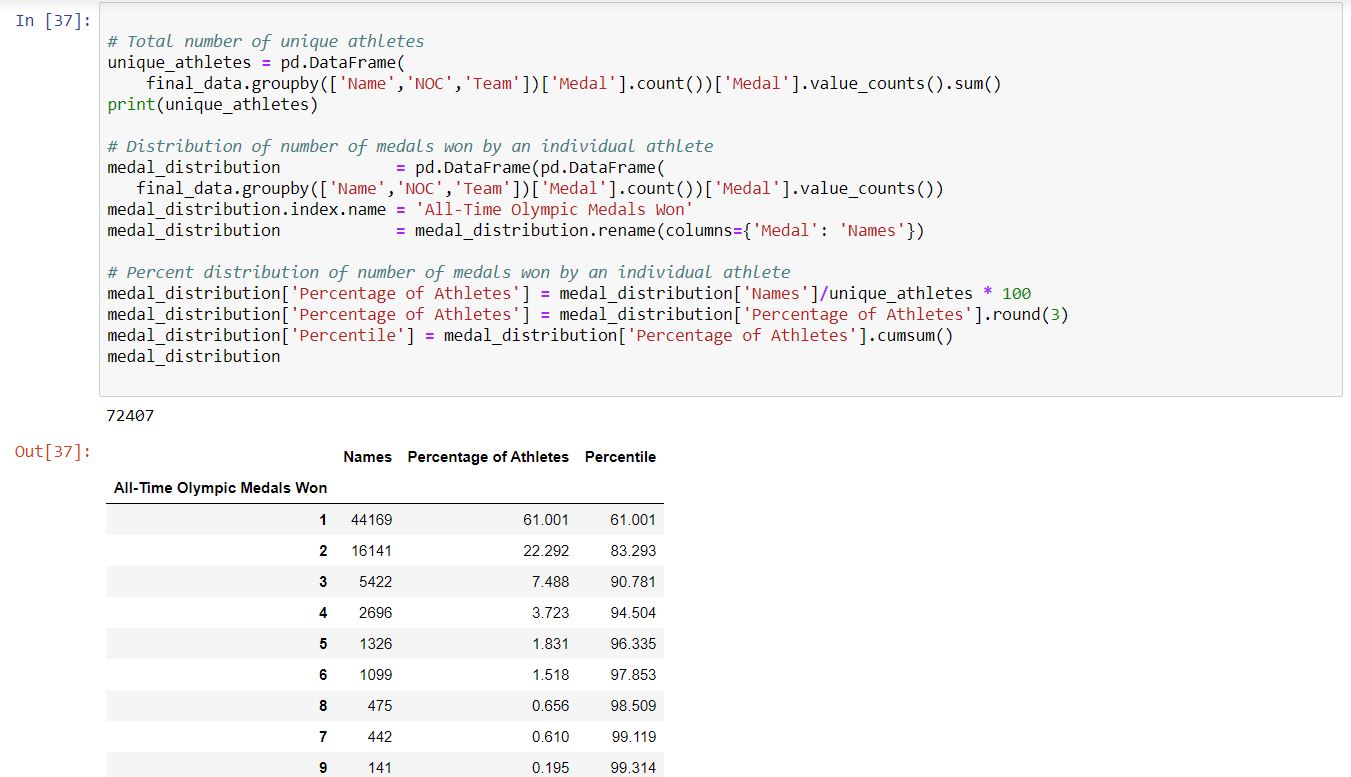 In [37]:
# Total number of unique athletes
unique_athletes = pd.DataFrame(
    final_data.groupby(['Name','NOC','Team'])['Medal'].count())['Medal'].value_counts().sum()
print(unique_athletes)
# Distribution of number of medals won by an individual athlete
medal_distribution            = pd.DataFrame(pd.DataFrame(
   final_data.groupby(['Name','NOC','Team'])['Medal'].count())['Medal'].value_counts())
medal_distribution.index.name = 'All-Time Olympic Medals Won'
medal_distribution            = medal_distribution.rename(columns={'Medal': 'Names'})
# Percent distribution of number of medals won by an individual athlete
medal_distribution['Percentage of Athletes'] = medal_distribution['Names']/unique_athletes * 100
medal_distribution['Percentage of Athletes'] = medal_distribution['Percentage of Athletes'].round(3)
medal_distribution['Percentile'] = medal_distribution['Percentage of Athletes'].cumsum()
medal_distribution
72407
Out[37]:
Names Percentage of Athletes Percentile
All-Time Olympic Medals Won
1 44169 61.001 61.001
2 16141 22.292 83.293
3 5422 7.488 90.781
4 2696 3.723 94.504
5 1326 1.831 96.335
6 1099 1.518 97.853
8 475 0.656 98.509
7 442 0.610 99.119
9 141 0.195 99.314